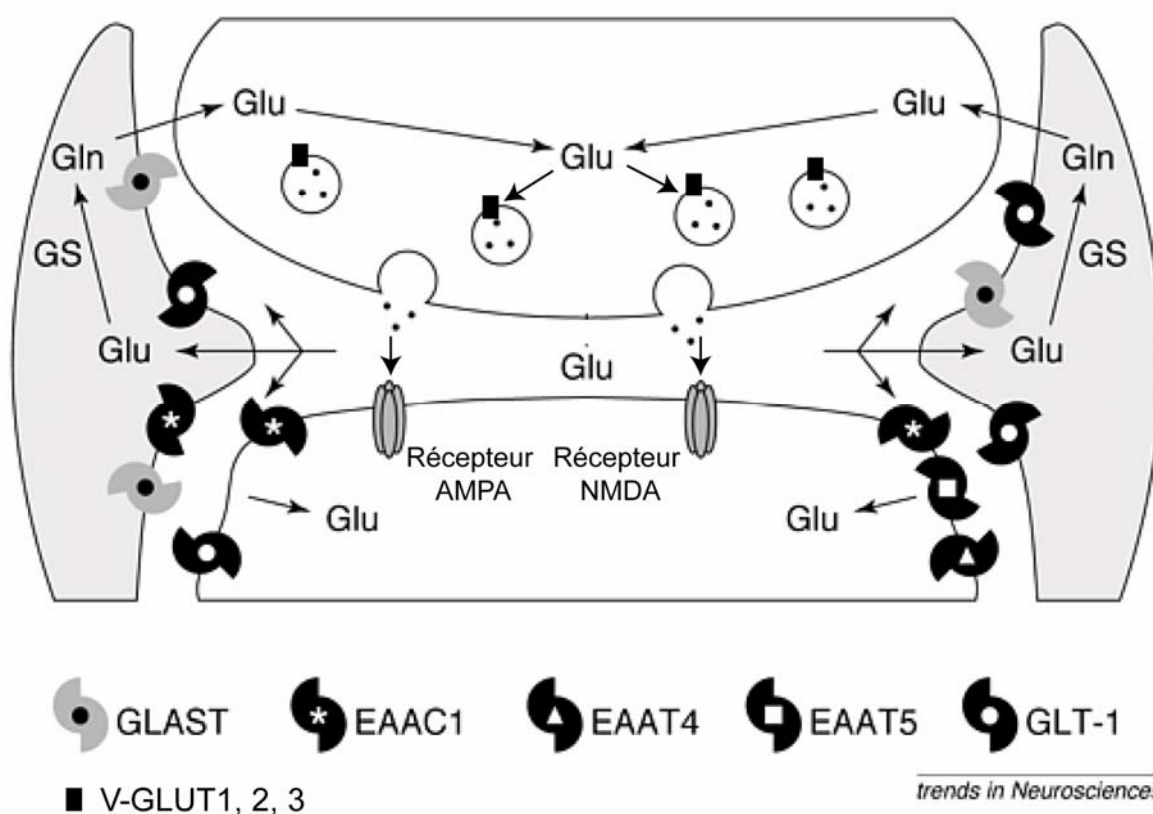 Glu
Glu
Gln
Glu
Gln
GS
GS
Glu
Glu
Glu
Récepteur AMPA
Récepteur NMDA
Glu
Glu
GLAST
EAAC1
EAAT4
EAAT5
GLT-1
V-GLUT1, 2, 3
trends in Neurosciences